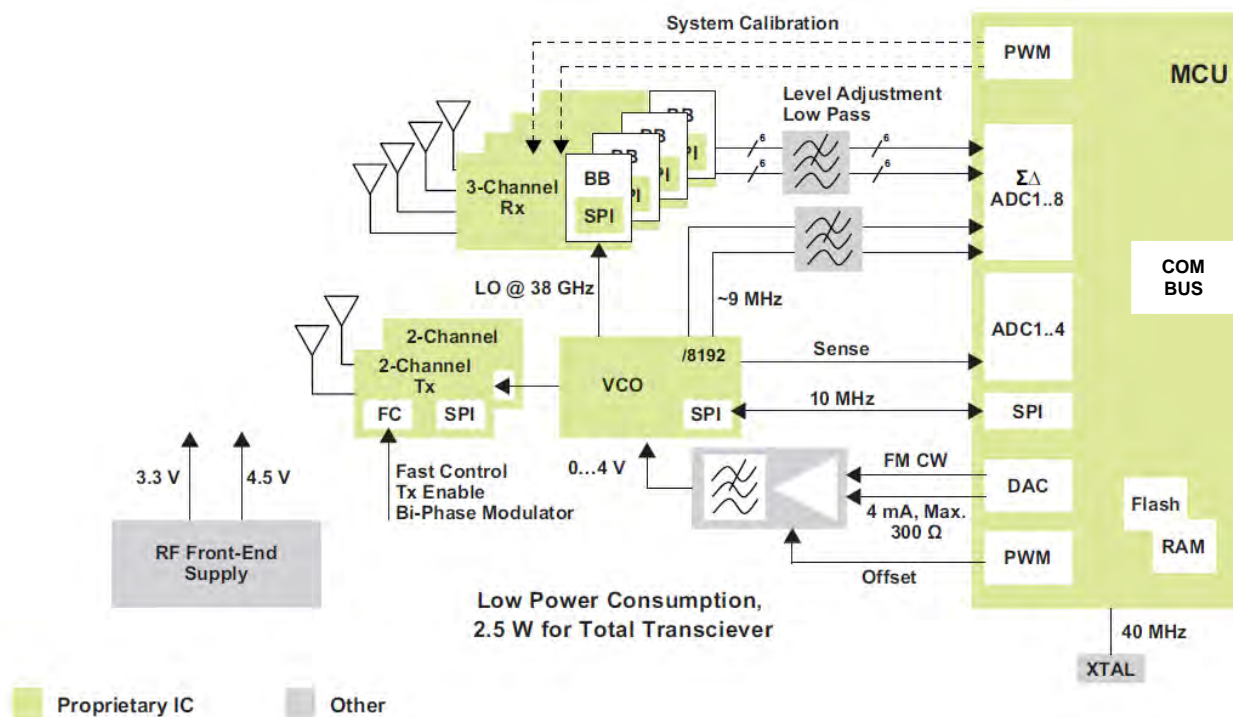 System Calibration
PWM
MCU
Level Adjustment
Low Pass
BB
BB
BB
BB
SPI
PI
PI
PI
3-Channel
Rx
6
6
6
6
ΣΔ
ADC1..8
COM
BUS
LO @ 38 GHz
~9 MHz
ADC1..4
2-Channel
2-Channel
Tx
FC
SPI
/8192
VCO
SPI
Sense
10 MHz
SPI
3.3 V
4.5 V
Fast Control
Tx Enable
Bi-Phase Modulator
0...4 V
FM CW
4 mA, Max.
300 Ω
DAC
Flash
RAM
RF Front-End
Supply
Offset
PWM
Low Power Consumption,
2.5 W for Total Transciever
40 MHz
XTAL
Proprietary IC
Other